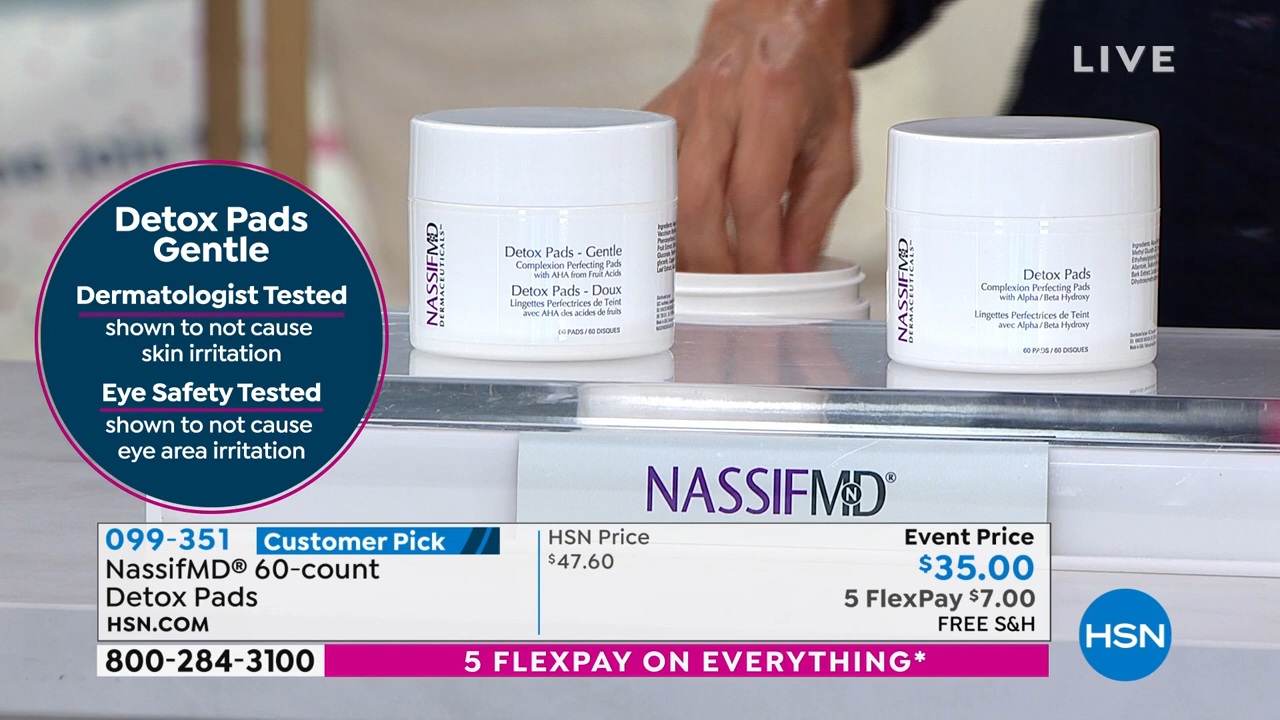 LIVE
Detox Pads
Gentle
Dermatologist Tested
shown to not cause
skin irritation
Eye Safety Tested
shown to not cause
eye area irritation
NASSIFMD
DERMACEUTICALS™
Detox Pads - Gentle
Complexion Perfecting Pads
with AHA from Fruit Acids
Detox Pads - Doux
Lingettes Perfectrices de Teint
avec AHA des acides de fruits
60 PADS / 60 DISQUES
NASSIFMD
DERMACEUTICALS™
Detox Pads
Complexion Perfecting Pads
with Alpha/Beta Hydroxy
Lingettes Perfectrices de Teint
avec Alpha/Beta Hydroxy
60 PADS / 60 DISQUES
NASSIFMD®
099-351 Customer Pick
NassifMD® 60-count
Detox Pads
HSN.COM
HSN Price
$47.60
Event Price
$35.00
5 FlexPay $7.00
FREE S&H
800-284-3100
5 FLEXPAY ON EVERYTHING*
HSN